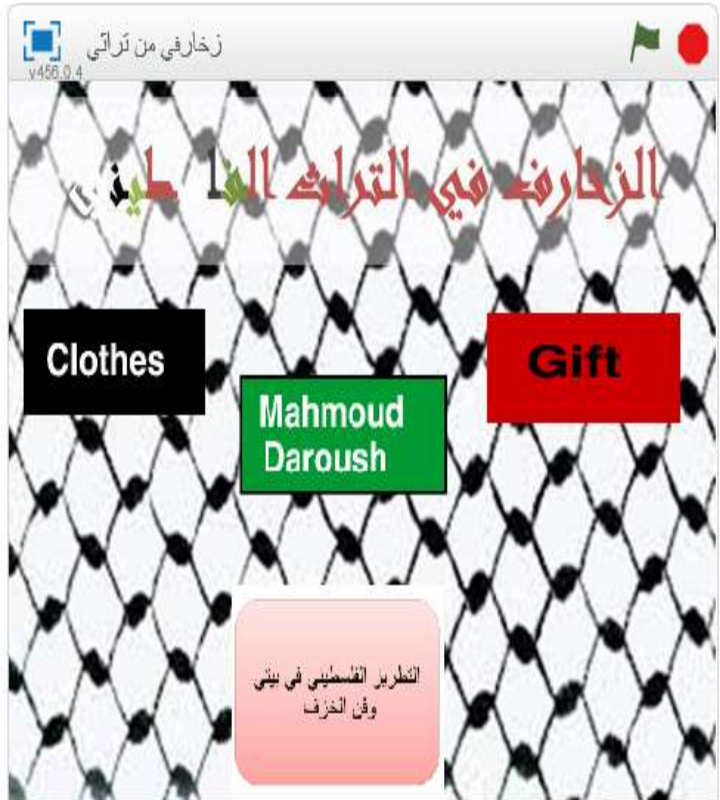 زخارفي من تراثي
v456.0.4
الزخارف في التراث
Clothes
Gift
Mahmoud
Daroush
التطريز الفلسطيني في بيتي
وفن الخزف